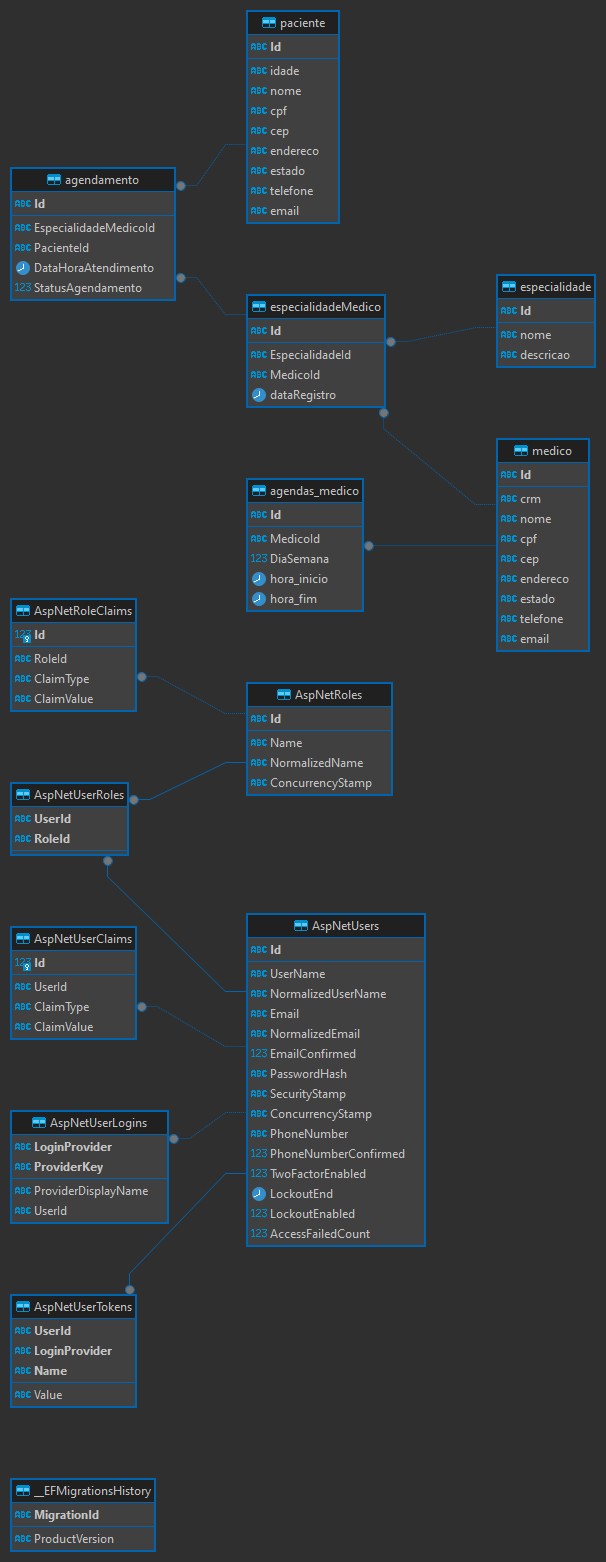 paciente
ABC Id
ABC idade
ABC nome
ABC cpf
ABC cep
ABC endereco
ABC estado
ABC telefone
ABC email
agendamento
ABC Id
ABC EspecialidadeMedicoId
ABC PacienteId
DataHoraAtendimento
123 StatusAgendamento
especialidadeMedico
ABC Id
ABC EspecialidadeId
ABC MedicoId
dataRegistro
especialidade
ABC Id
ABC nome
ABC descricao
medico
ABC Id
ABC crm
ABC nome
ABC cpf
ABC cep
ABC endereco
ABC estado
ABC telefone
ABC email
agendas_medico
ABC Id
ABC MedicoId
123 DiaSemana
hora_inicio
hora_fim
AspNetRoleClaims
123 Id
ABC RoleId
ABC ClaimType
ABC ClaimValue
AspNetRoles
ABC Id
ABC Name
ABC NormalizedName
ABC ConcurrencyStamp
AspNetUserRoles
ABC UserId
ABC RoleId
AspNetUserClaims
123 Id
ABC UserId
ABC ClaimType
ABC ClaimValue
AspNetUsers
ABC Id
ABC UserName
ABC NormalizedUserName
ABC Email
ABC NormalizedEmail
123 EmailConfirmed
ABC PasswordHash
ABC SecurityStamp
ABC ConcurrencyStamp
ABC PhoneNumber
123 PhoneNumberConfirmed
123 TwoFactorEnabled
LockoutEnd
123 LockoutEnabled
123 AccessFailedCount
AspNetUserLogins
ABC LoginProvider
ABC ProviderKey
ABC ProviderDisplayName
ABC UserId
AspNetUserTokens
ABC UserId
ABC LoginProvider
ABC Name
ABC Value
__EFMigrationsHistory
ABC MigrationId
ABC ProductVersion